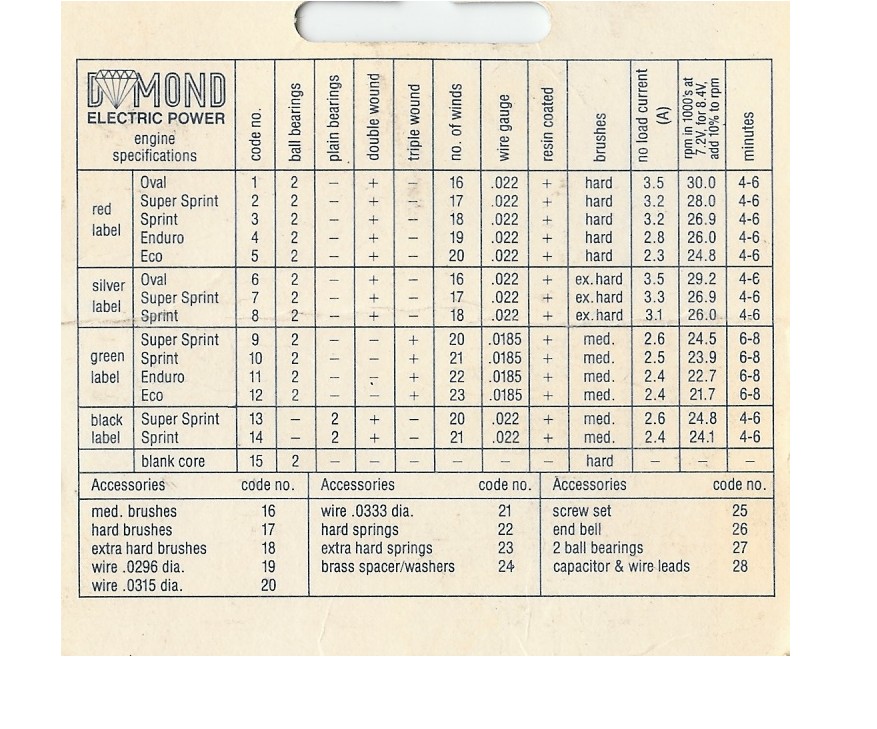 DYMOND
ELECTRIC POWER
engine
specifications
code no. ball bearings plain bearings double wound triple wound no. of winds wire gauge resin coated brushes no load current (A) rpm in 1000's at 7.2V, for 8.4V, add 10% to rpm minutes
red label
Oval 1 2 – + – 16 .022 + hard 3.5 30.0 4-6
Super Sprint 2 2 – + – 17 .022 + hard 3.2 28.0 4-6
Sprint 3 2 – + – 18 .022 + hard 3.2 26.9 4-6
Enduro 4 2 – + – 19 .022 + hard 2.8 26.0 4-6
Eco 5 2 – + – 20 .022 + hard 2.3 24.8 4-6
silver label
Oval 6 2 – + – 16 .022 + ex. hard 3.5 29.2 4-6
Super Sprint 7 2 – + – 17 .022 + ex. hard 3.3 26.9 4-6
Sprint 8 2 – + – 18 .022 + ex. hard 3.1 26.0 4-6
green label
Super Sprint 9 2 – – + 20 .0185 + med. 2.6 24.5 6-8
Sprint 10 2 – – + 21 .0185 + med. 2.5 23.9 6-8
Enduro 11 2 – – + 22 .0185 + med. 2.4 22.7 6-8
Eco 12 2 – – + 23 .0185 + med. 2.4 21.7 6-8
black label
Super Sprint 13 – 2 + – 20 .022 + med. 2.6 24.8 4-6
Sprint 14 – 2 + – 21 .022 + med. 2.4 24.1 4-6
blank core 15 2 – – – – – – hard – – –
Accessories code no. Accessories code no. Accessories code no.
med. brushes 16 wire .0333 dia. 21 screw set 25
hard brushes 17 hard springs 22 end bell 26
extra hard brushes 18 extra hard springs 23 2 ball bearings 27
wire .0296 dia. 19 brass spacer/washers 24 capacitor & wire leads 28
wire .0315 dia. 20